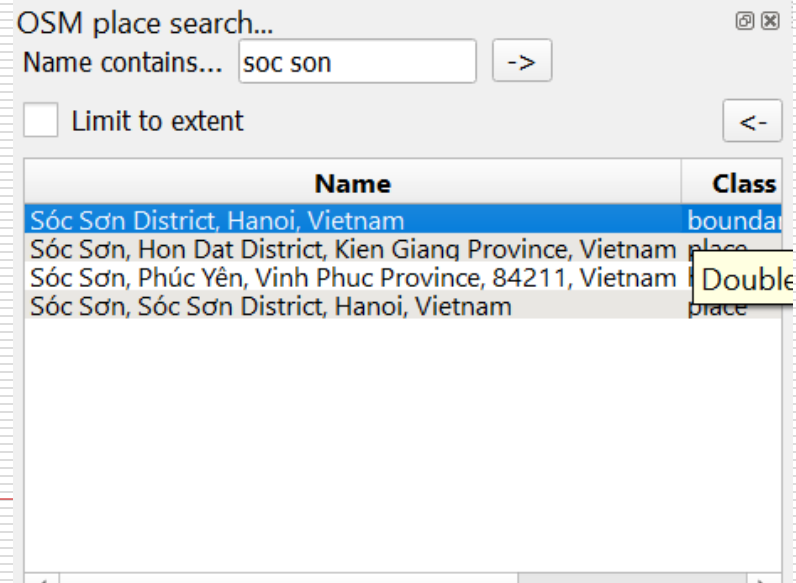 OSM place search...
Name contains... soc son ->
Limit to extent <-
Name Class
Sóc Sơn District, Hanoi, Vietnam boundar
Sóc Sơn, Hon Dat District, Kien Giang Province, Vietnam place
Sóc Sơn, Phúc Yên, Vinh Phuc Province, 84211, Vietnam
Double
Sóc Sơn, Sóc Sơn District, Hanoi, Vietnam place